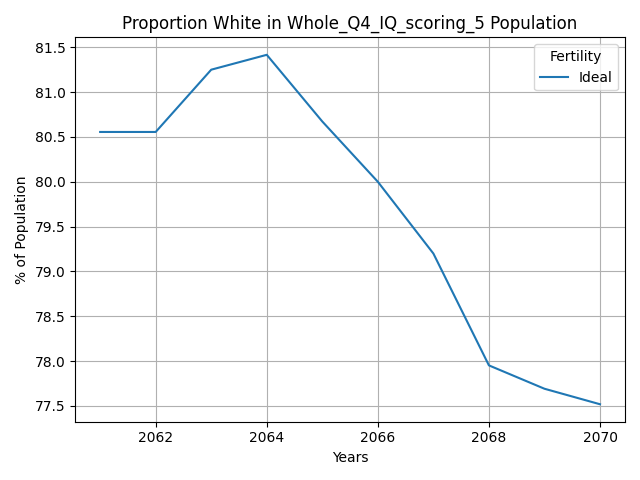 Proportion White in Whole_Q4_IQ_scoring_5 Population
Fertility
Ideal
81.5
81.0
80.5
80.0
79.5
79.0
78.5
78.0
77.5
% of Population
2062 2064 2066 2068 2070
Years